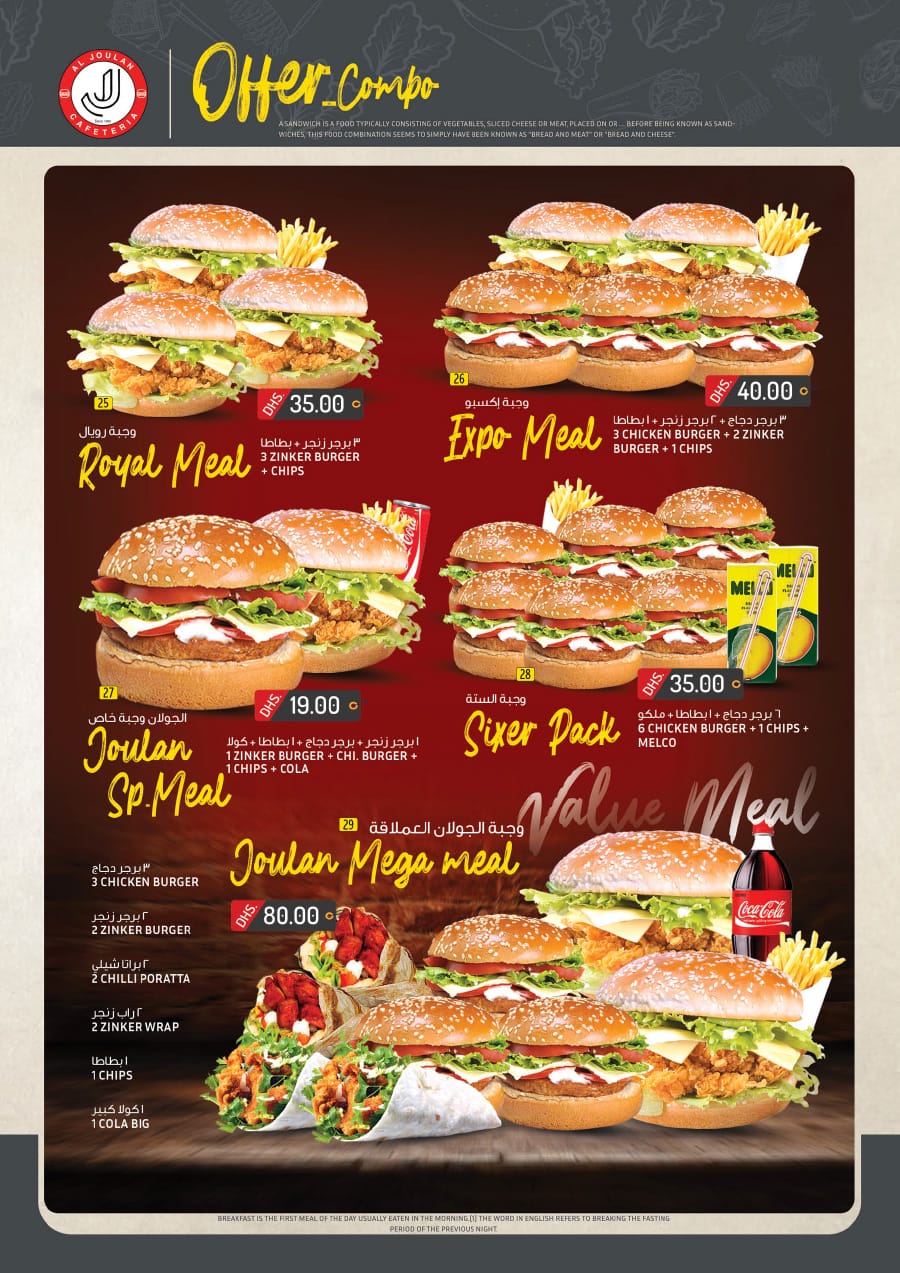 AL JOULAN
CAFETERIA
Offer Combo
A SANDWICH IS A FOOD TYPICALLY CONSISTING OF VEGETABLES, SLICED CHEESE OR MEAT, PLACED ON OR .... BEFORE BEING KNOWN AS SAND-
WICHES, THIS FOOD COMBINATION SEEMS TO SIMPLY HAVE BEEN KNOWN AS "BREAD AND MEAT" OR "BREAD AND CHEESE".
25
DHS. 35.00
وجبة رويال
Royal Meal
٣ برجر زنجر + ١ بطاطا
3 ZINKER BURGER
+ CHIPS
26
DHS. 40.00
وجبة إكسبو
Expo Meal
٣ برجر دجاج + ٢ برجر زنجر + ١ بطاطا
3 CHICKEN BURGER + 2 ZINKER
BURGER + 1 CHIPS
27
DHS. 19.00
الجولان وجبة خاص
Joulan
Sp.Meal
١ برجر زنجر + برجر دجاج + ١ بطاطا + كولا
1 ZINKER BURGER + CHI. BURGER +
1 CHIPS + COLA
28
DHS. 35.00
وجبة الستة
Sixer Pack
٦ برجر دجاج + ١ بطاطا + ملكو
6 CHICKEN BURGER + 1 CHIPS +
MELCO
Value Meal
29
وجبة الجولان العملاقة
Joulan Mega meal
DHS. 80.00
٣ برجر دجاج
3 CHICKEN BURGER
٢ برجر زنجر
2 ZINKER BURGER
٢ براتا شيلي
2 CHILLI PORATTA
٢ راب زنجر
2 ZINKER WRAP
١ بطاطا
1 CHIPS
١ كولا كبير
1 COLA BIG
Coca-Cola
BREAKFAST IS THE FIRST MEAL OF THE DAY USUALLY EATEN IN THE MORNING.[1] THE WORD IN ENGLISH REFERS TO BREAKING THE FASTING
PERIOD OF THE PREVIOUS NIGHT.